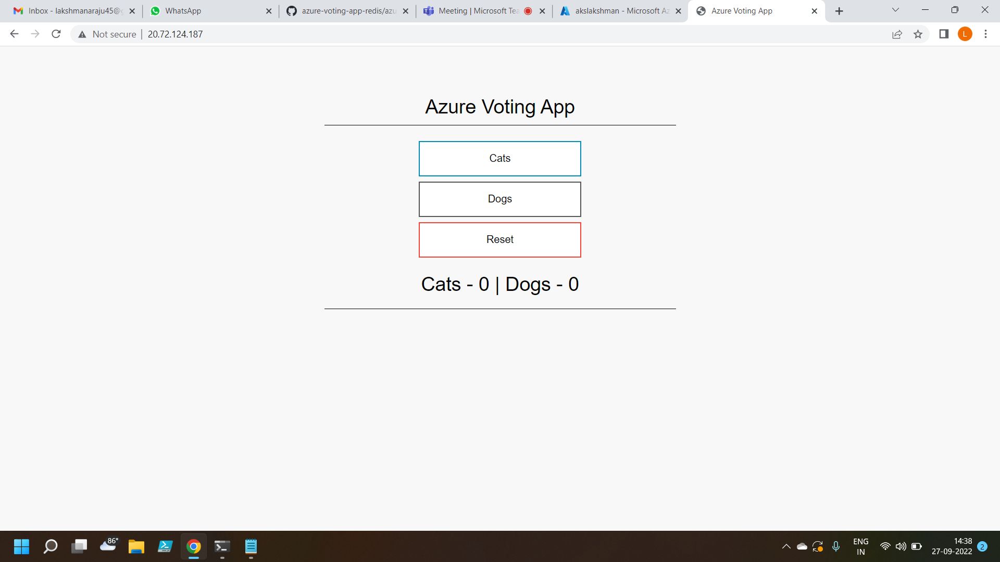 Inbox - lakshmanaraju45@g
WhatsApp
azure-voting-app-redis/azu
Meeting | Microsoft Tea
akslakshman - Microsoft Az
Azure Voting App
Not secure
20.72.124.187
L
Azure Voting App
Cats
Dogs
Reset
Cats - 0 | Dogs - 0
86°
ENG
IN
14:38
27-09-2022
2